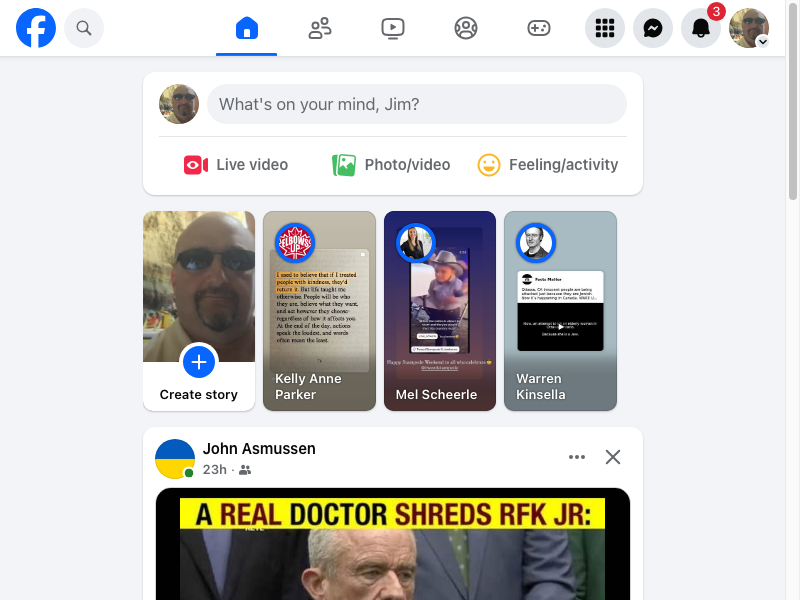 3
What's on your mind, Jim?
Live video
Photo/video
Feeling/activity
ELBOWS
UP
I used to believe that if I treated
people with kindness, they'd
return it. But life taught me
otherwise. People will be who
they are, believe what they want,
and act however they choose
regardless of how it affects you.
At the end of the day, actions
speak the loudest, and words
often mean the least.
Create story
Kelly Anne
Parker
Mel Scheerle
Facts Matter
Warren
Kinsella
John Asmussen
23h ·
A REAL DOCTOR SHREDS RFK JR: